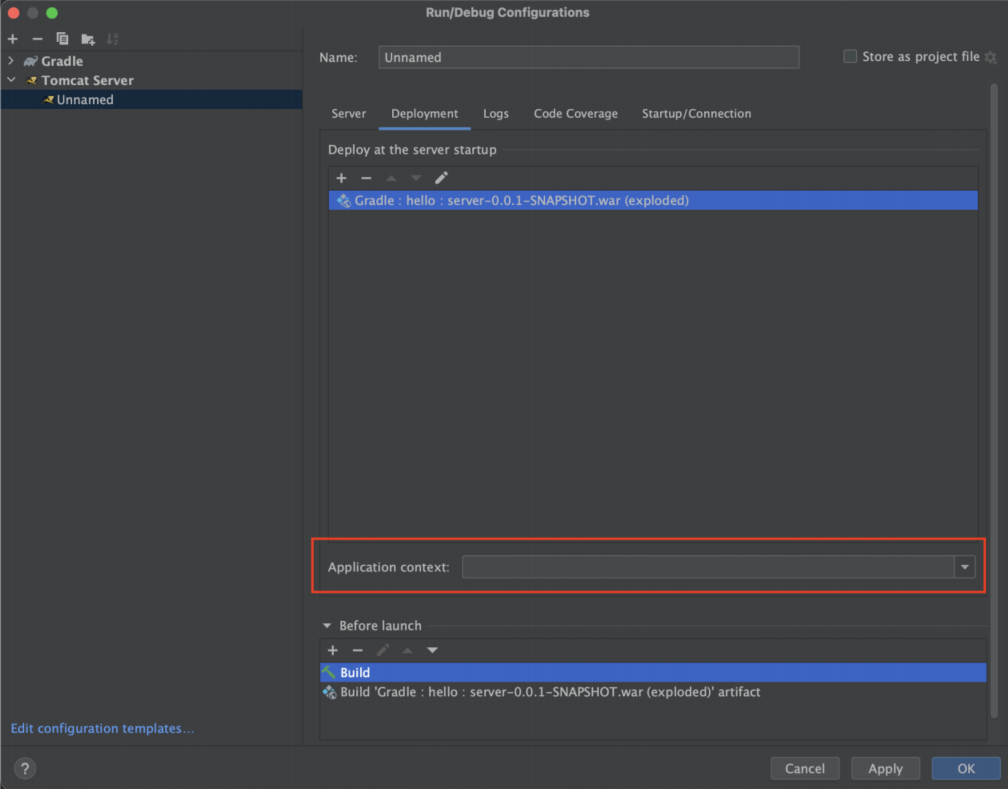 Run/Debug Configurations
Gradle
Tomcat Server
Unnamed
Name:
Unnamed
Store as project file
Server
Deployment
Logs
Code Coverage
Startup/Connection
Deploy at the server startup
Gradle : hello : server-0.0.1-SNAPSHOT.war (exploded)
Application context:
Before launch
Build
Build 'Gradle : hello : server-0.0.1-SNAPSHOT.war (exploded)' artifact
Edit configuration templates...
?
Cancel
Apply
OK